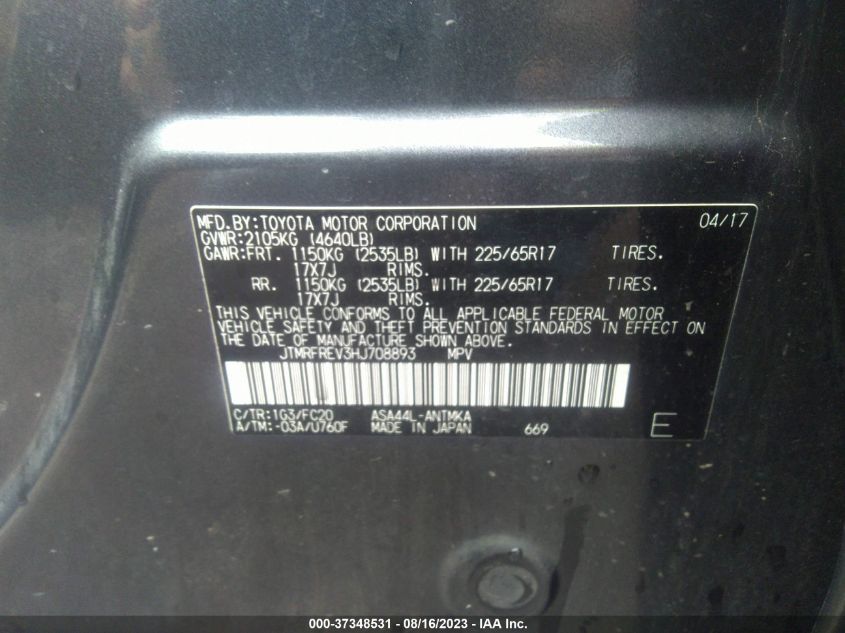 MFD.BY:TOYOTA MOTOR CORPORATION 04/17
GVWR:2105KG (4640LB)
GAWR:FRT. 1150KG (2535LB) WITH 225/65R17 TIRES.
17X7J RIMS.
RR. 1150KG (2535LB) WITH 225/65R17 TIRES.
17X7J RIMS.
THIS VEHICLE CONFORMS TO ALL APPLICABLE FEDERAL MOTOR
VEHICLE SAFETY AND THEFT PREVENTION STANDARDS IN EFFECT ON
THE DATE OF MANUFACTURE SHOWN ABOVE.
JTMRFREV3HJ708893 MPV
C/TR:1G3/FC20 ASA44L-ANTMKA
A/TM:-03A/U760F MADE IN JAPAN 669 E
000-37348531 - 08/16/2023 - IAA Inc.